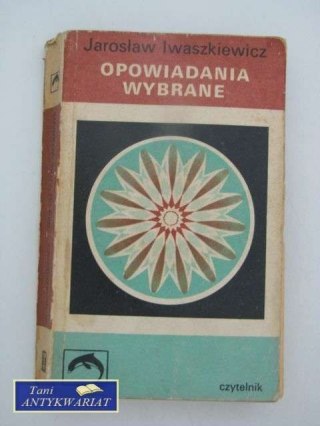 Jarosław Iwaszkiewicz
OPOWIADANIA
WYBRANE
czytelnik
Tani
ANTYKWARIAT